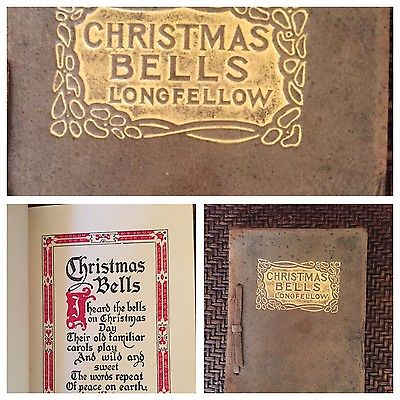 CHRISTMAS
BELLS
LONGFELLOW
Christmas
Bells
I heard the bells
on Christmas
Day
Their old familiar
carols play
And wild and
sweet
The words repeat
Of peace on earth,
CHRISTMAS
BELLS
LONGFELLOW